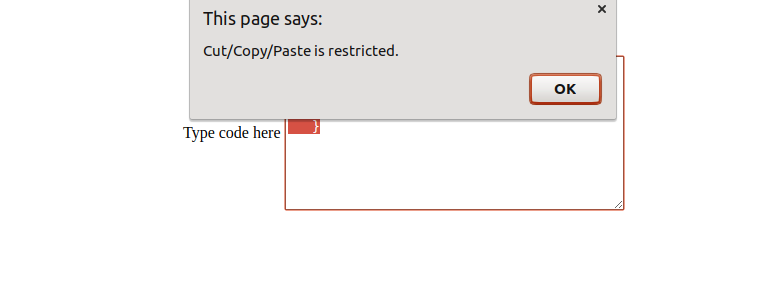 This page says:
Cut/Copy/Paste is restricted.
OK
Type code here
}